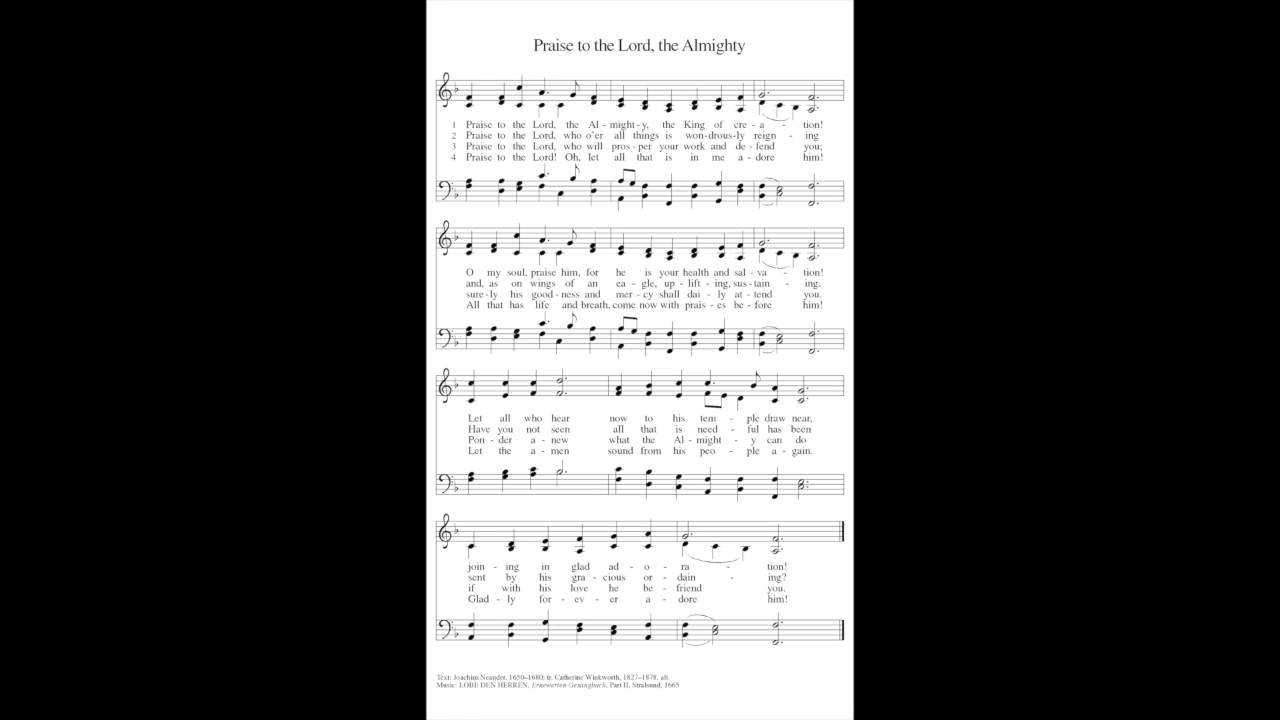 Praise to the Lord, the Almighty
1 Praise to the Lord, the Al - might - y, the King of cre - a - tion!
2 Praise to the Lord, who o'er all things is won - drous - ly reign - ing
3 Praise to the Lord, who will pros - per your work and de - fend you;
4 Praise to the Lord! Oh, let all that is in me a - dore him!
O my soul, praise him, for he is your health and sal - va - tion!
and, as on wings of an ea - gle, up - lift - ing, sus - tain - ing.
sure - ly his good - ness and mer - cy shall dai - ly at - tend you.
All that has life and breath, come now with prais - es be - fore him!
Let all who hear now to his tem - ple draw near,
Have you not seen all that is need - ful has been
Pon - der a - new what the Al - might - y can do
Let the a - men sound from his peo - ple a - gain.
join - ing in glad ad - o - ra - tion!
sent by his gra - cious or - dain - ing?
if with his love he be - friend you.
Glad - ly for - ev - er a - dore him!
Text: Joachim Neander, 1650–1680; tr. Catherine Winkworth, 1827–1878, alt.
Music: LOBE DEN HERREN, Ernewerten Gesangbuch, Part II, Stralsund, 1665